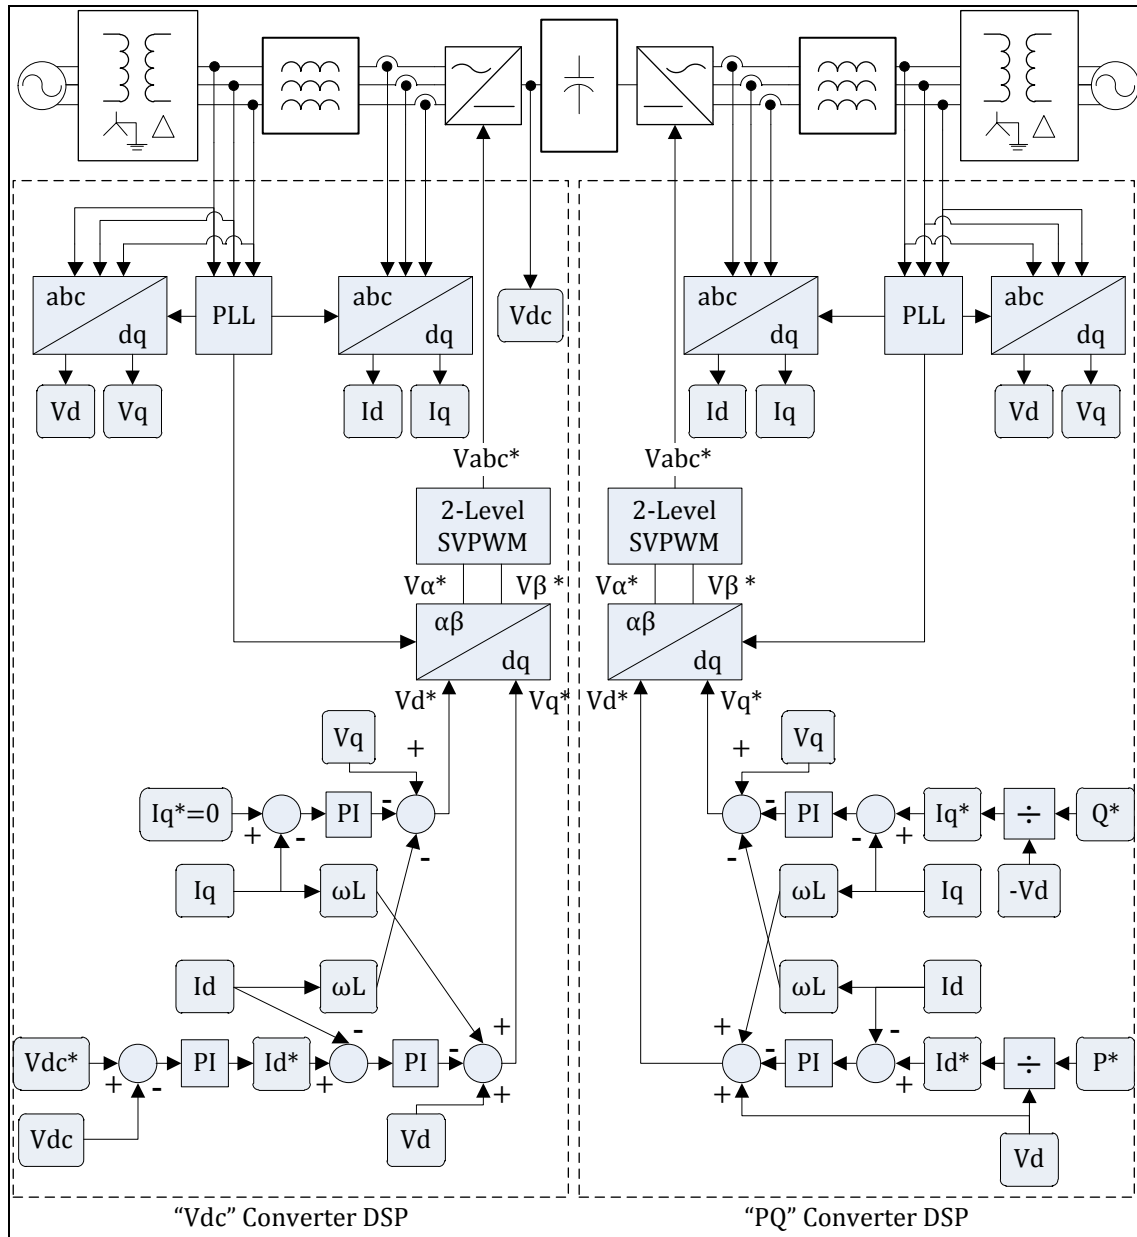 abc
dq
PLL
abc
dq
Vdc
abc
dq
PLL
abc
dq
Vd
Vq
Id
Iq
Id
Iq
Vd
Vq
Vabc*
Vabc*
2-Level
SVPWM
2-Level
SVPWM
Vα*
Vβ *
Vα*
Vβ *
αβ
dq
αβ
dq
Vd*
Vq*
Vd*
Vq*
Vq
+
+
Vq
Iq*=0
+
-
PI
-
-
-
-
PI
-
+
Iq*
÷
Q*
Iq
ωL
ωL
Iq
-Vd
Id
ωL
ωL
Id
-
+
+
-
Vdc*
+
-
PI
Id*
+
PI
-
+
-
PI
+
Id*
÷
P*
+
Vdc
Vd
Vd
“Vdc” Converter DSP
“PQ” Converter DSP